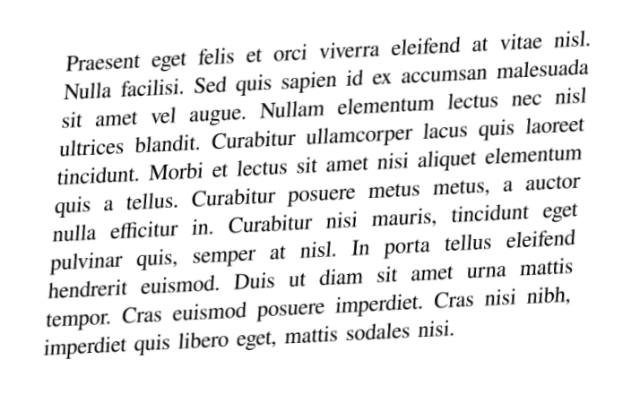 Praesent eget felis et orci viverra eleifend at vitae nisl.
Nulla facilisi. Sed quis sapien id ex accumsan malesuada
sit amet vel augue. Nullam elementum lectus nec nisl
ultrices blandit. Curabitur ullamcorper lacus quis laoreet
tincidunt. Morbi et lectus sit amet nisi aliquet elementum
quis a tellus. Curabitur posuere metus metus, a auctor
nulla efficitur in. Curabitur nisi mauris, tincidunt eget
pulvinar quis, semper at nisl. In porta tellus eleifend
hendrerit euismod. Duis ut diam sit amet urna mattis
tempor. Cras euismod posuere imperdiet. Cras nisi nibh,
imperdiet quis libero eget, mattis sodales nisi.